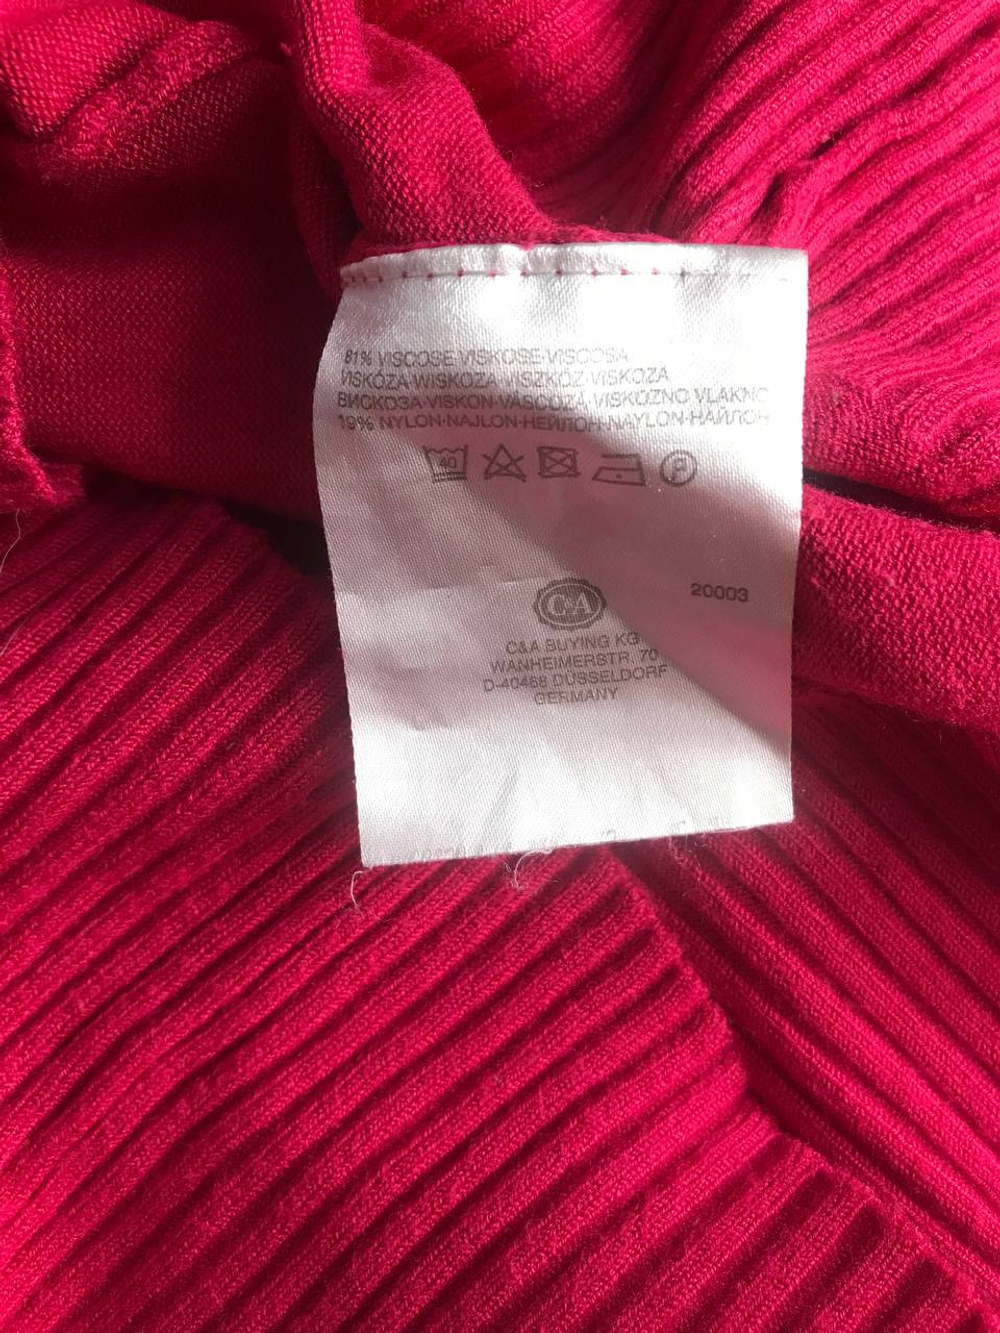 81% VISCOSE·VISKOSE·VISCOSA
VISKÓZA·WISKOZA·VISZKÓZ·VISKOZA
ВИСКОЗА·VISKON·VÂSCOZĂ·VISKOZNO VLAKNO
19% NYLON·NAJLON·НЕЙЛОН·NAYLON·НАЙЛОН
40 P
C&A
20003
C&A BUYING KG
WANHEIMERSTR. 70
D-40468 DÜSSELDORF
GERMANY